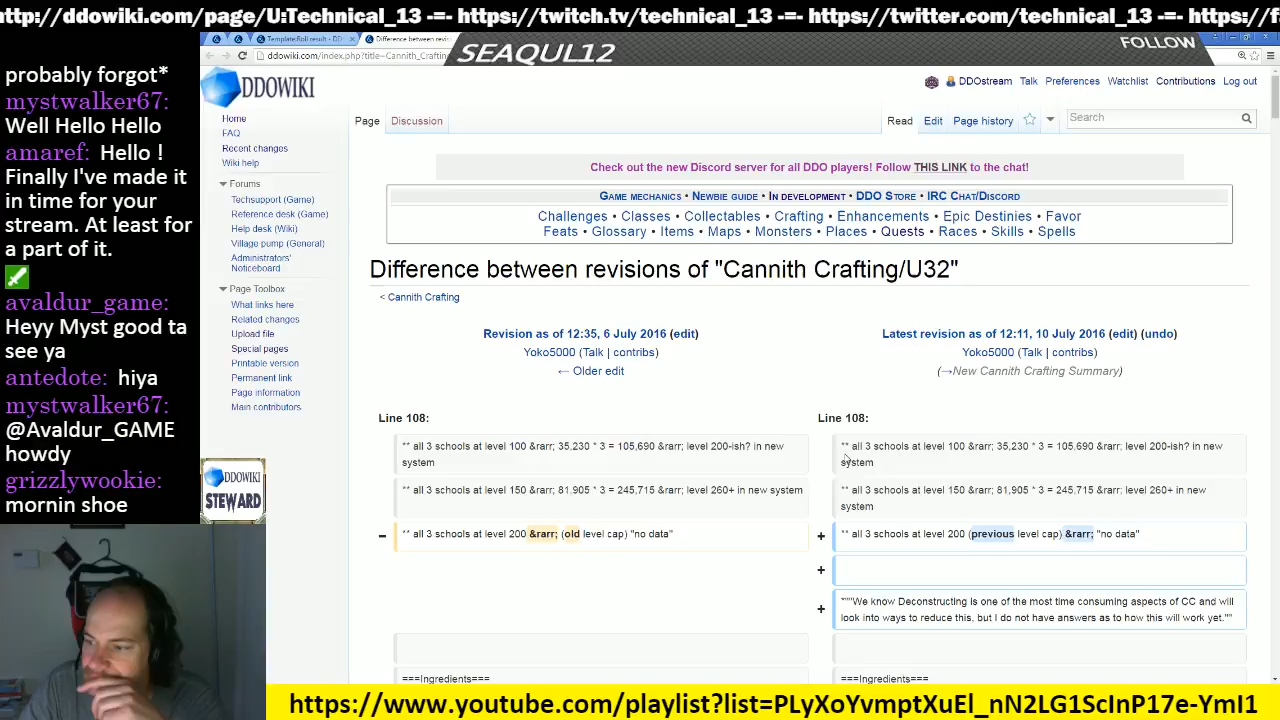 http://ddowiki.com/page/U:Technical_13 -=- https://twitch.tv/technical_13 -=- https://twitter.com/technical_13 -=- https://f
probably forgot*
mystwalker67:
Well Hello Hello
amaref: Hello !
Finally I've made it
in time for your
stream. At least for
a part of it.
avaldur_game:
Heyy Myst good ta
see ya
antedote: hiya
mystwalker67:
@Avaldur_GAME
howdy
grizzlywookie:
mornin shoe
DDOWIKI
STEWARD
Template:Roll result - DD
Difference between revis
SEAQUL12
FOLLOW
ddowiki.com/index.php?title=Cannith_Crafting
DDOWIKI
DDOstream Talk Preferences Watchlist Contributions Log out
Page Discussion
Read Edit Page history
Search
Home
FAQ
Recent changes
Wiki help
Forums
Techsupport (Game)
Reference desk (Game)
Help desk (Wiki)
Village pump (General)
Administrators'
Noticeboard
Page Toolbox
What links here
Related changes
Upload file
Special pages
Printable version
Permanent link
Page information
Main contributors
Check out the new Discord server for all DDO players! Follow THIS LINK to the chat!
Game mechanics • Newbie guide • In development • DDO Store • IRC Chat/Discord
Challenges • Classes • Collectables • Crafting • Enhancements • Epic Destinies • Favor
Feats • Glossary • Items • Maps • Monsters • Places • Quests • Races • Skills • Spells
Difference between revisions of "Cannith Crafting/U32"
< Cannith Crafting
Revision as of 12:35, 6 July 2016 (edit)
Yoko5000 (Talk | contribs)
← Older edit
Latest revision as of 12:11, 10 July 2016 (edit) (undo)
Yoko5000 (Talk | contribs)
(→New Cannith Crafting Summary)
Line 108:
** all 3 schools at level 100 &rarr; 35,230 * 3 = 105,690 &rarr; level 200-ish? in new
system
** all 3 schools at level 150 &rarr; 81,905 * 3 = 245,715 &rarr; level 260+ in new system
− ** all 3 schools at level 200 &rarr; (old level cap) "no data"
===Ingredients===
Line 108:
** all 3 schools at level 100 &rarr; 35,230 * 3 = 105,690 &rarr; level 200-ish? in new
system
** all 3 schools at level 150 &rarr; 81,905 * 3 = 245,715 &rarr; level 260+ in new
system
+ ** all 3 schools at level 200 (previous level cap) &rarr; "no data"
+
+ *'''We know Deconstructing is one of the most time consuming aspects of CC and will
look into ways to reduce this, but I do not have answers as to how this will work yet.''
===Ingredients===
https://www.youtube.com/playlist?list=PLyXoYvmptXuEl_nN2LG1ScInP17e-YmI1